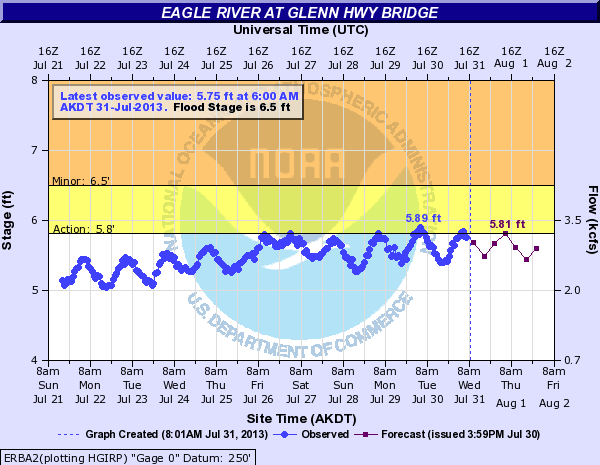 EAGLE RIVER AT GLENN HWY BRIDGE
Universal Time (UTC)
16Z 16Z 16Z 16Z 16Z 16Z 16Z 16Z 16Z 16Z 16Z 16Z 16Z
Jul 21 Jul 22 Jul 23 Jul 24 Jul 25 Jul 26 Jul 27 Jul 28 Jul 29 Jul 30 Jul 31 Aug 1 Aug 2
8
Latest observed value: 5.75 ft at 6:00 AM
AKDT 31-Jul-2013. Flood Stage is 6.5 ft
NATIONAL OCEANIC AND ATMOSPHERIC ADMINISTRATION
NOAA
U.S. DEPARTMENT OF COMMERCE
7
Minor: 6.5'
6
3.5
5.89 ft
5.81 ft
Action: 5.8'
Stage (ft)
Flow (kcfs)
5
2.0
4
0.7
8am 8am 8am 8am 8am 8am 8am 8am 8am 8am 8am 8am 8am
Sun Mon Tue Wed Thu Fri Sat Sun Mon Tue Wed Thu Fri
Jul 21 Jul 22 Jul 23 Jul 24 Jul 25 Jul 26 Jul 27 Jul 28 Jul 29 Jul 30 Jul 31 Aug 1 Aug 2
Site Time (AKDT)
Graph Created (8:01AM Jul 31, 2013) Observed Forecast (issued 3:59PM Jul 30)
ERBA2(plotting HGIRP) "Gage 0" Datum: 250'